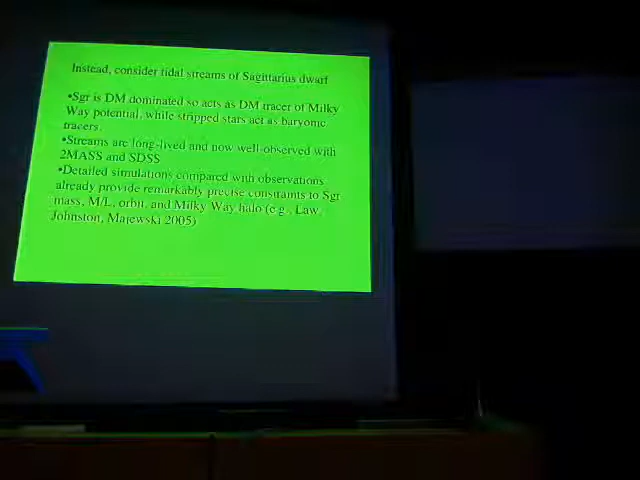 Instead, consider tidal streams of Sagittarius dwarf
•Sgr is DM dominated so acts as DM tracer of Milky
Way potential, while stripped stars act as baryonic
tracers.
•Streams are long-lived and now well-observed with
2MASS and SDSS
•Detailed simulations compared with observations
already provide remarkably precise constraints to Sgr
mass, M/L, orbit, and Milky Way halo (e.g., Law,
Johnston, Majewski 2005)